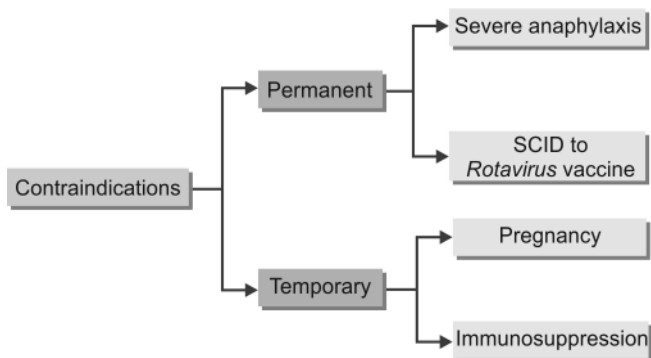 Contraindications
Permanent
Severe anaphylaxis
SCID to
Rotavirus vaccine
Temporary
Pregnancy
Immunosuppression